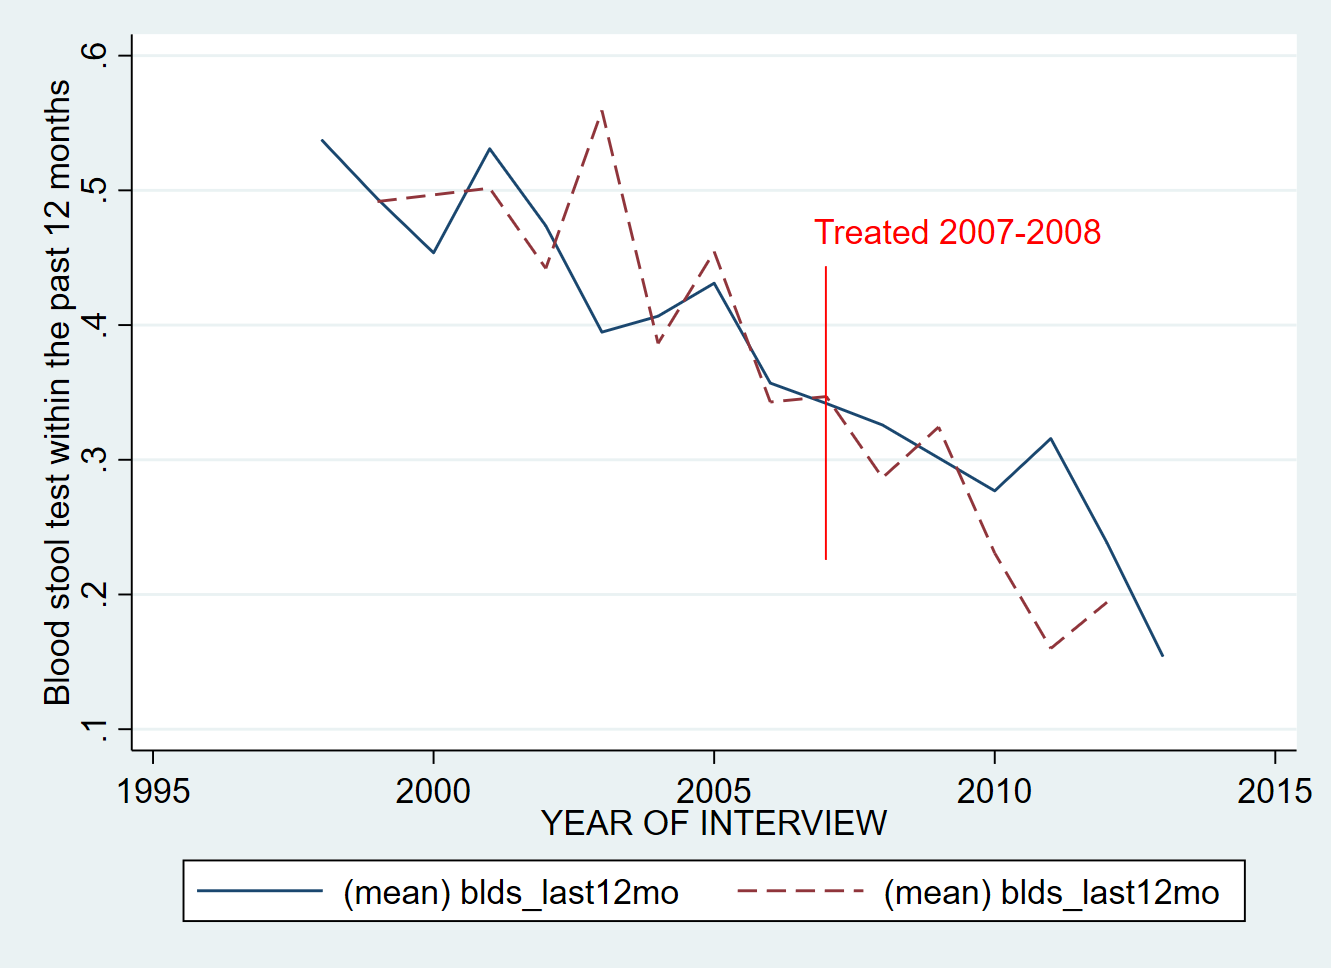 Blood stool test within the past 12 months
.6
.5
.4
.3
.2
.1
Treated 2007-2008
1995 2000 2005 2010 2015
YEAR OF INTERVIEW
(mean) blds_last12mo (mean) blds_last12mo